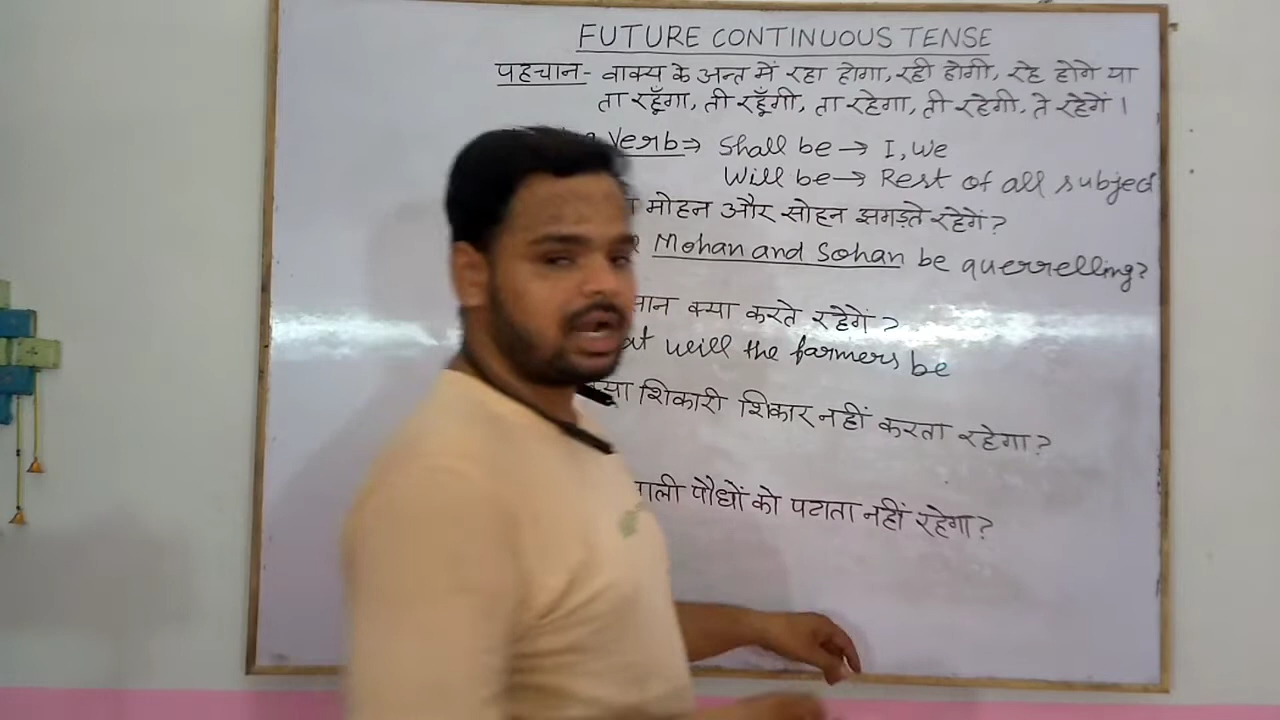 FUTURE CONTINUOUS TENSE
पहचान- वाक्य के अन्त में रहा होगा, रही होगी, रहे होगे या
ता रहूँगा, ती रहूँगी, ता रहेगा, ती रहेगी, ते रहेगें।
Verb⇒ Shall be → I, We
Will be → Rest of all subject
मोहन और सोहन झगड़ते रहेगें?
Mohan and Sohan be querrelling?
क्या करते रहेगें?
will the farmers be
शिकारी शिकार नहीं करता रहेगा?
पौधों को पटाता नहीं रहेगा?